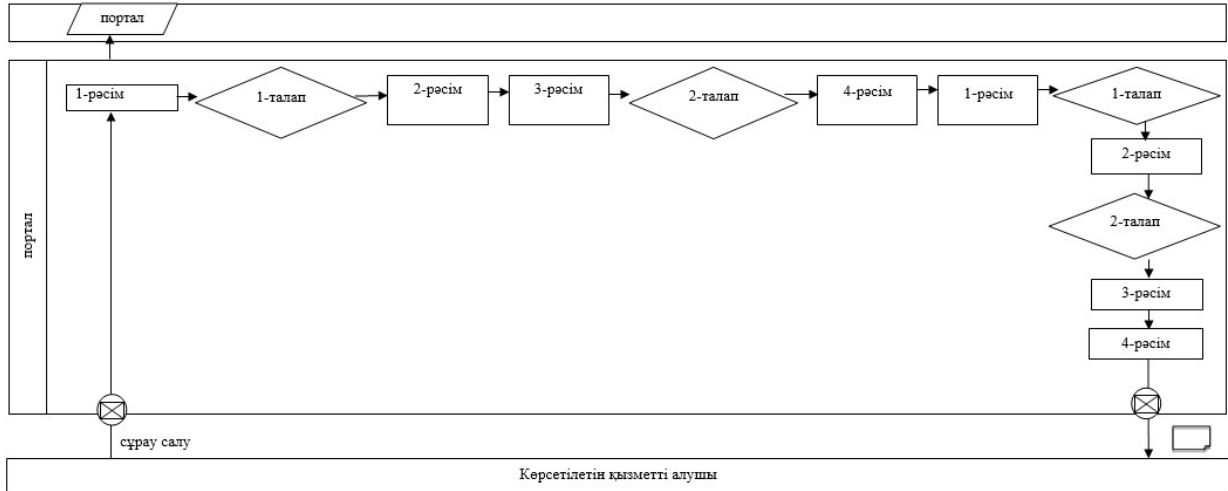 портал
портал
1-рәсім
1-талап
2-рәсім
3-рәсім
2-талап
4-рәсім
1-рәсім
1-талап
2-рәсім
2-талап
3-рәсім
4-рәсім
сұрау салу
Көрсетілетін қызметті алушы